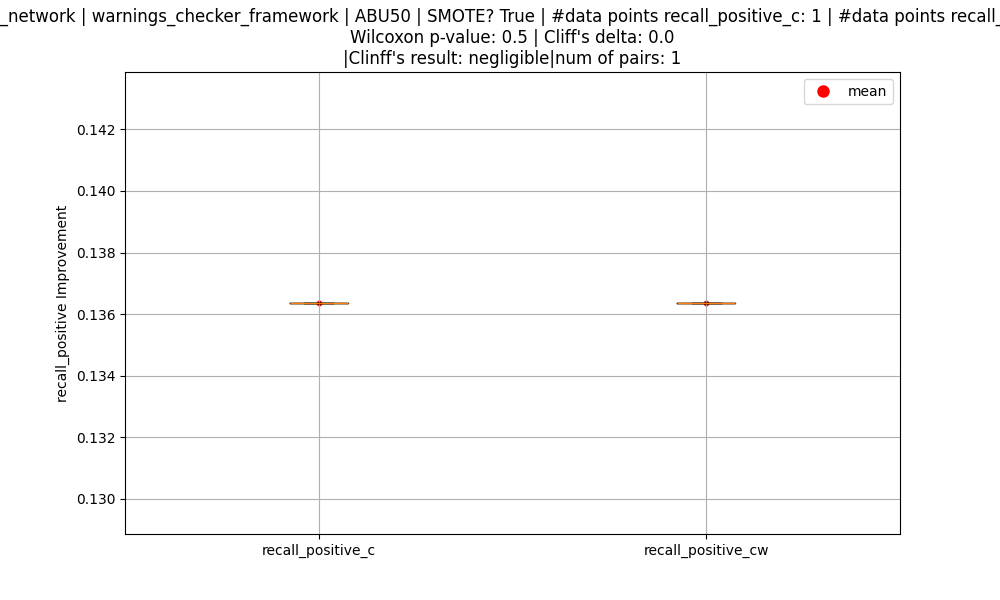 _network | warnings_checker_framework | ABU50 | SMOTE? True | #data points recall_positive_c: 1 | #data points recall_
Wilcoxon p-value: 0.5 | Cliff's delta: 0.0
|Clinff's result: negligible|num of pairs: 1
mean
0.142
0.140
0.138
0.136
0.134
0.132
0.130
recall_positive Improvement
recall_positive_c
recall_positive_cw